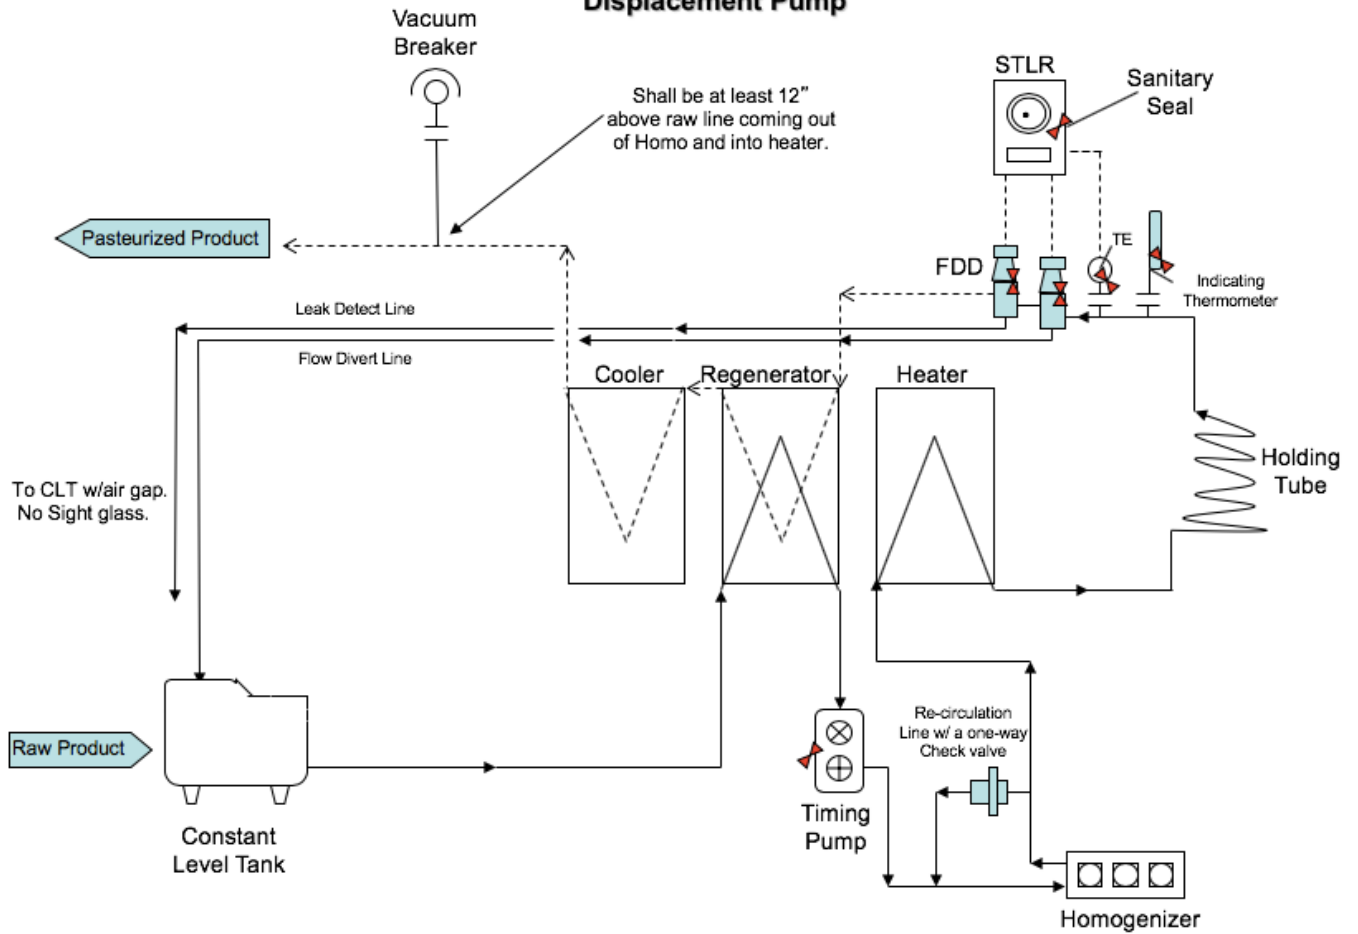 Displacement Pump
Vacuum
Breaker
Shall be at least 12”
above raw line coming out
of Homo and into heater.
STLR
Sanitary
Seal
Pasteurized Product
FDD
TE
Indicating
Thermometer
Leak Detect Line
Flow Divert Line
Cooler
Regenerator
Heater
Holding
Tube
To CLT w/air gap.
No Sight glass.
Raw Product
Constant
Level Tank
Timing
Pump
Re-circulation
Line w/ a one-way
Check valve
Homogenizer